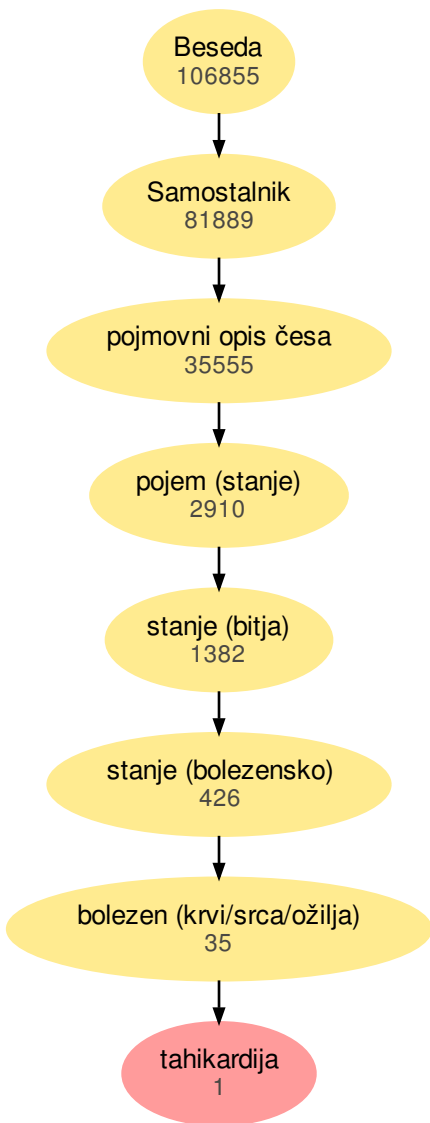 Beseda
106855
Samostalnik
81889
pojmovni opis česa
35555
pojem (stanje)
2910
stanje (bitja)
1382
stanje (bolezensko)
426
bolezen (krvi/srca/ožilja)
35
tahikardija
1